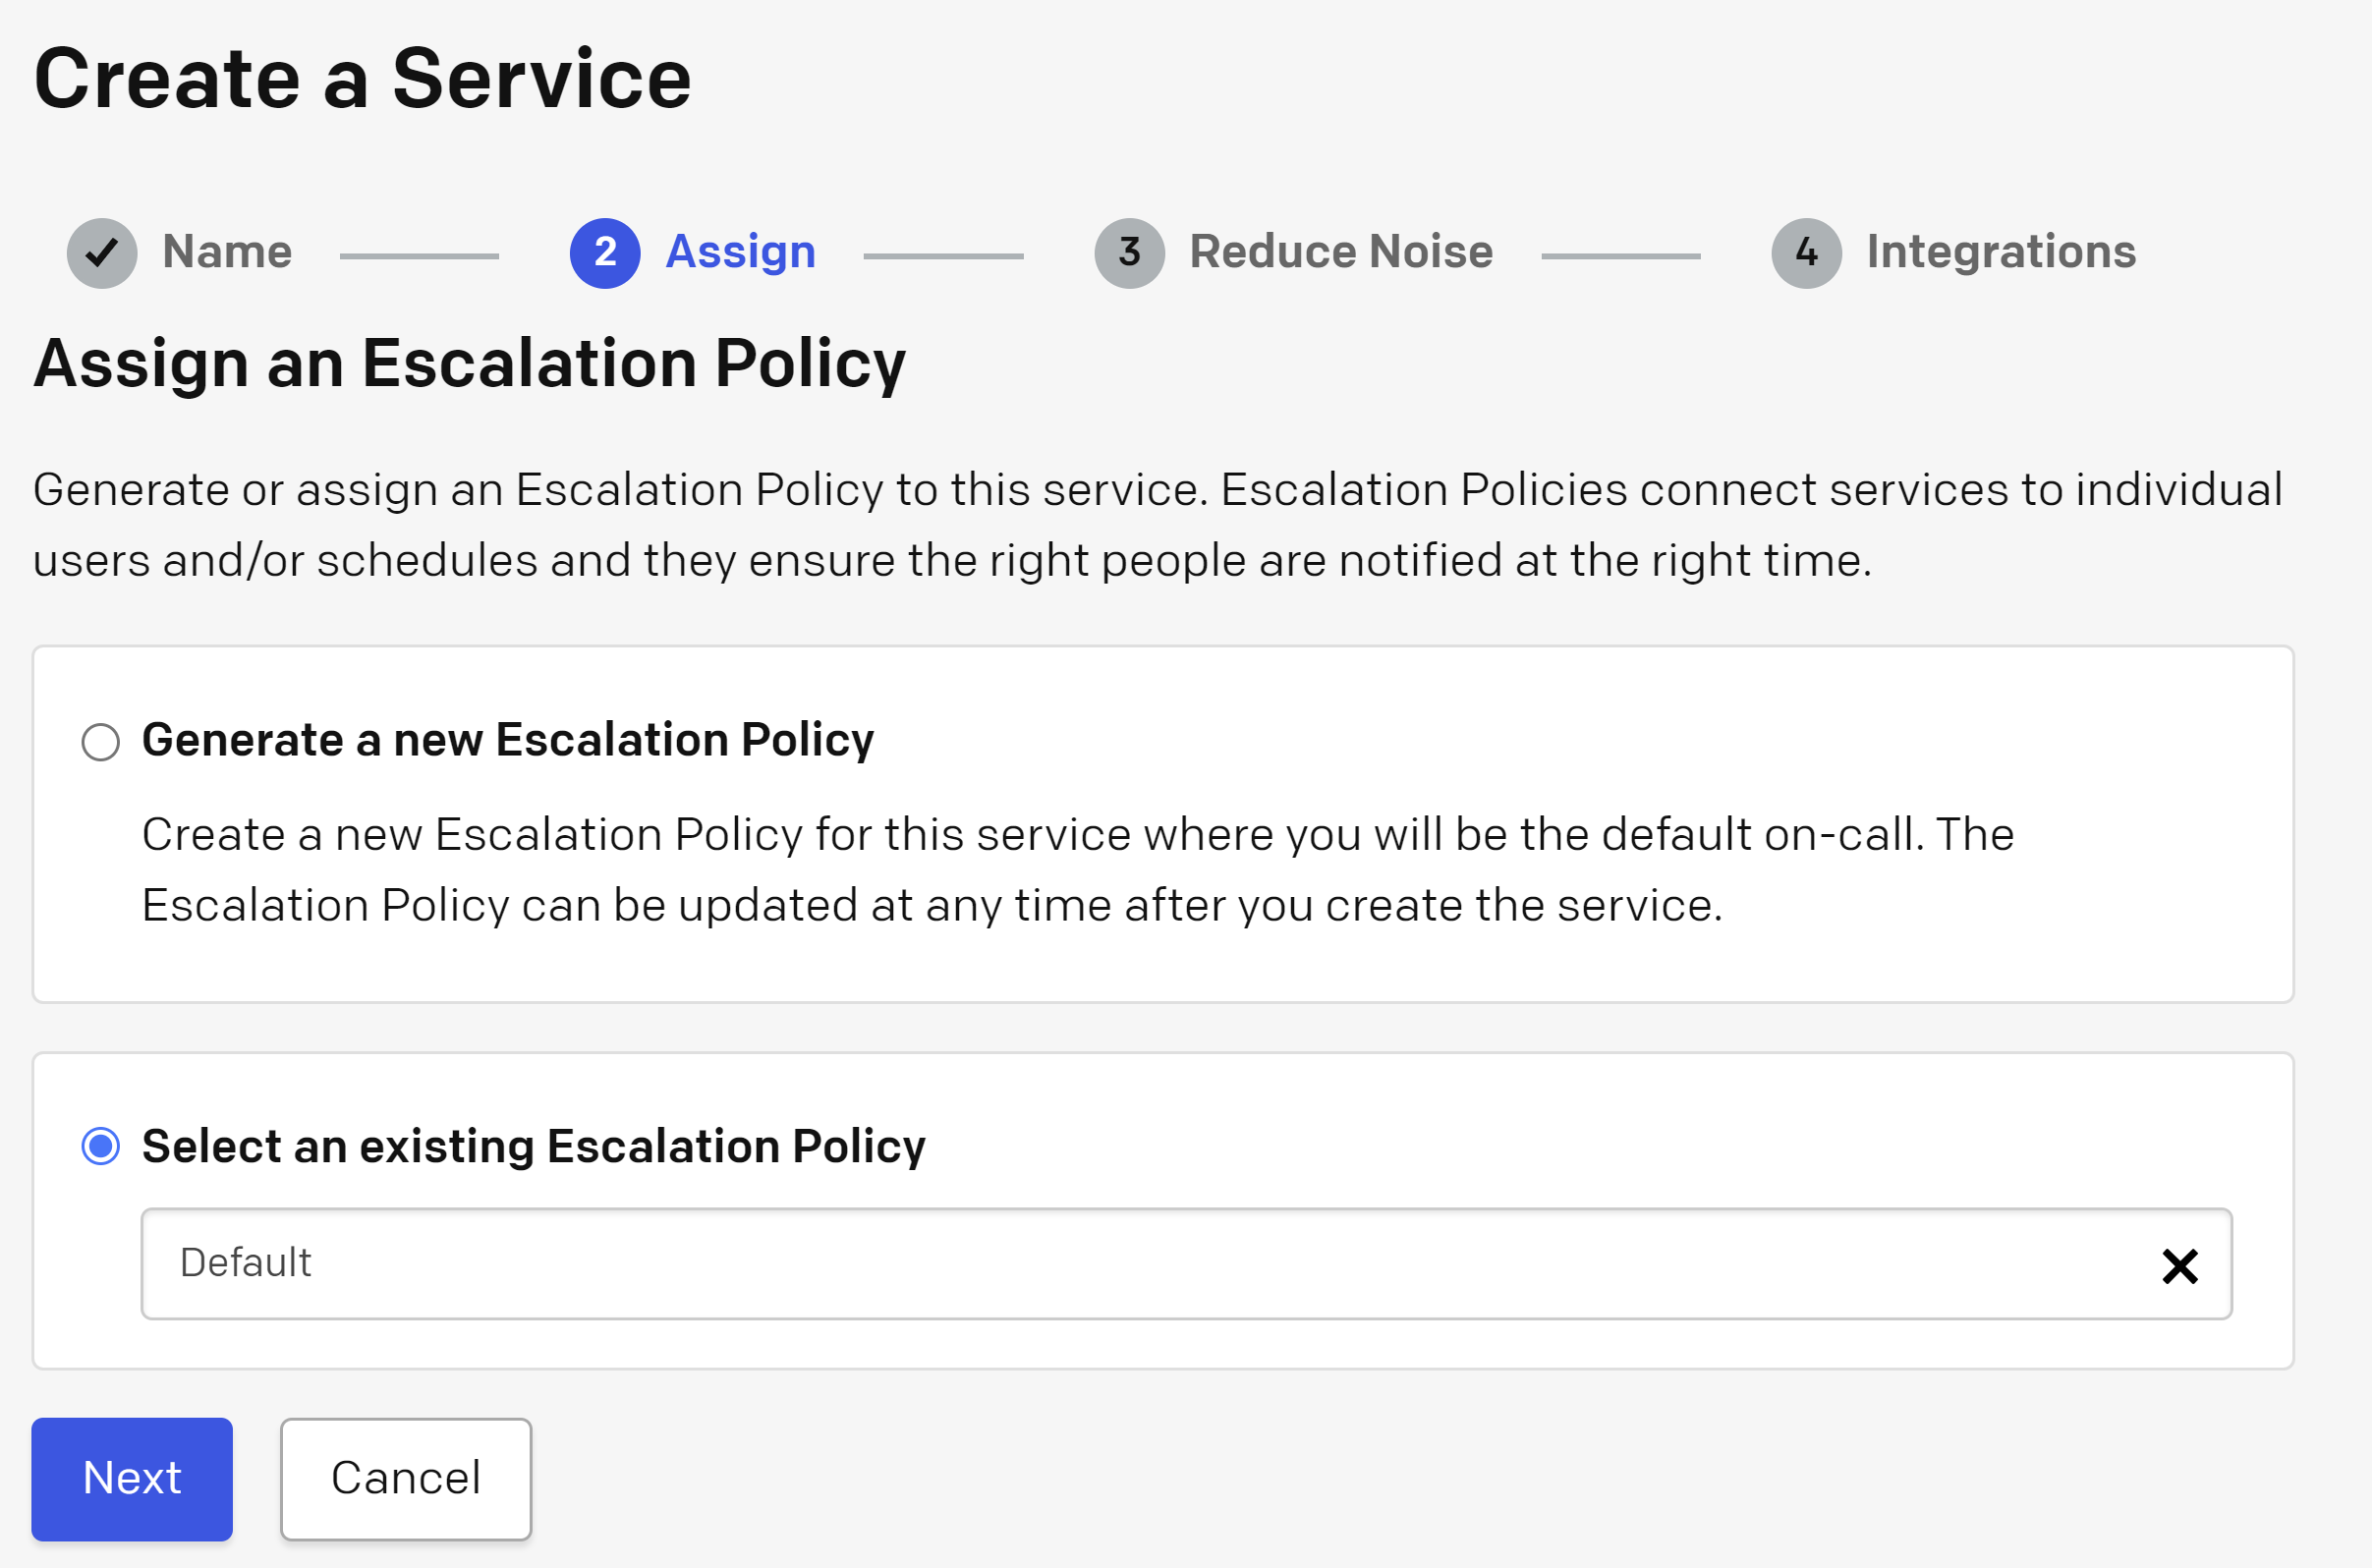 Create a Service
Name
2 Assign
3 Reduce Noise
4 Integrations
Assign an Escalation Policy
Generate or assign an Escalation Policy to this service. Escalation Policies connect services to individual
users and/or schedules and they ensure the right people are notified at the right time.
Generate a new Escalation Policy
Create a new Escalation Policy for this service where you will be the default on-call. The
Escalation Policy can be updated at any time after you create the service.
Select an existing Escalation Policy
Default
Next
Cancel